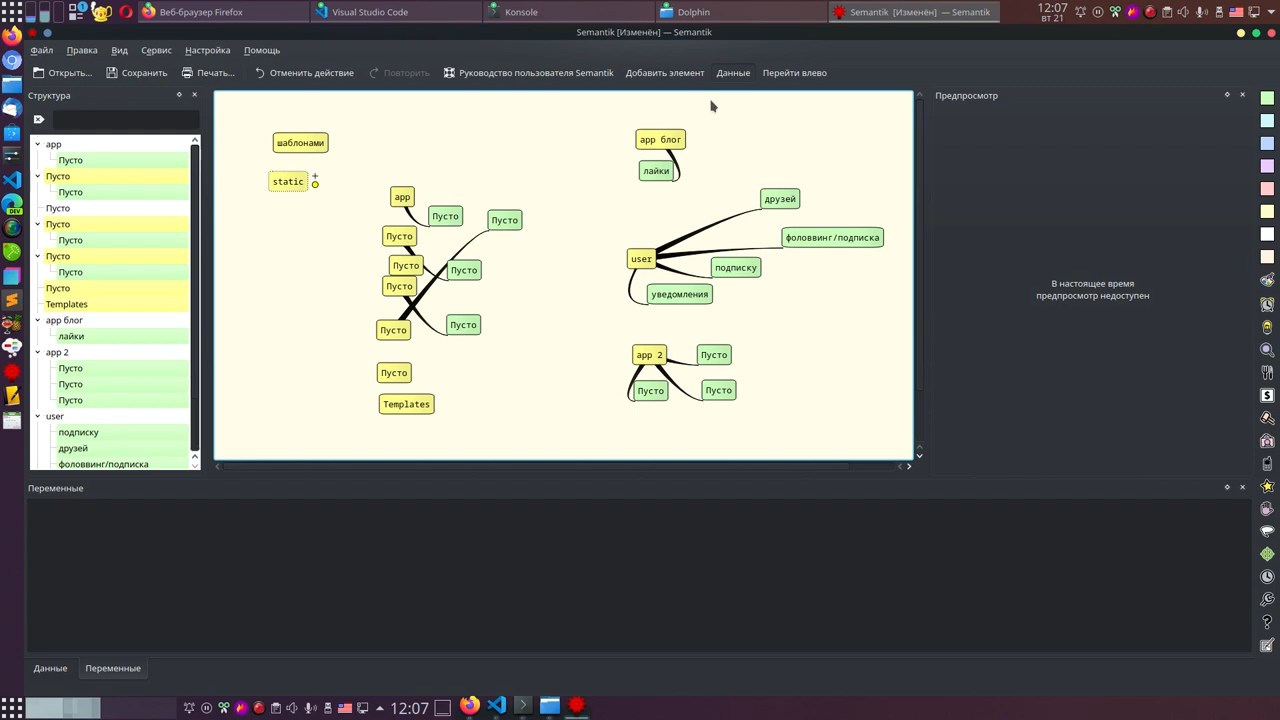 Веб-браузер Firefox
Visual Studio Code
Konsole
Dolphin
Semantik [Изменён] — Semantik
12:07
вт 21
Semantik [Изменён] — Semantik
Файл
Правка
Вид
Сервис
Настройка
Помощь
Открыть...
Сохранить
Печать...
Отменить действие
Повторить
Руководство пользователя Semantik
Добавить элемент
Данные
Перейти влево
Структура
app
Пусто
Пусто
Пусто
Пусто
Пусто
Пусто
Пусто
Пусто
Пусто
Templates
app блог
лайки
app 2
Пусто
Пусто
Пусто
user
подписку
друзей
фоловвинг/подписка
шаблонами
static
app
Пусто
Пусто
Пусто
Пусто
Пусто
Пусто
Пусто
Пусто
Пусто
Templates
app блог
лайки
друзей
фоловвинг/подписка
user
подписку
уведомления
app 2
Пусто
Пусто
Пусто
Предпросмотр
В настоящее время
предпросмотр недоступен
Переменные
Данные
Переменные
12:07
DEV